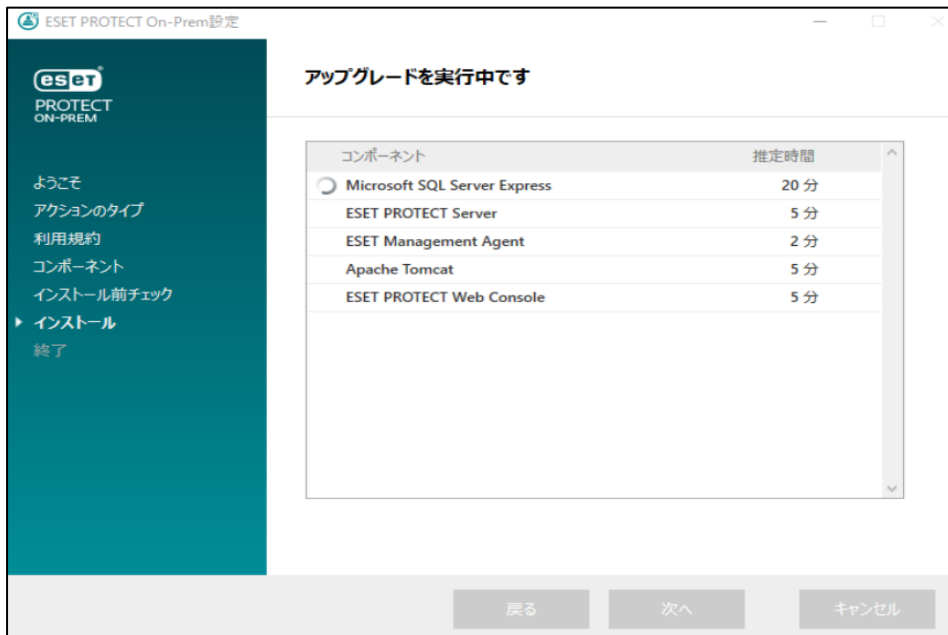 ESET PROTECT On-Prem設定
eset
PROTECT
ON-PREM
ようこそ
アクションのタイプ
利用規約
コンポーネント
インストール前チェック
インストール
終了
アップグレードを実行中です
コンポーネント 推定時間
Microsoft SQL Server Express 20 分
ESET PROTECT Server 5 分
ESET Management Agent 2 分
Apache Tomcat 5 分
ESET PROTECT Web Console 5 分
戻る 次へ キャンセル